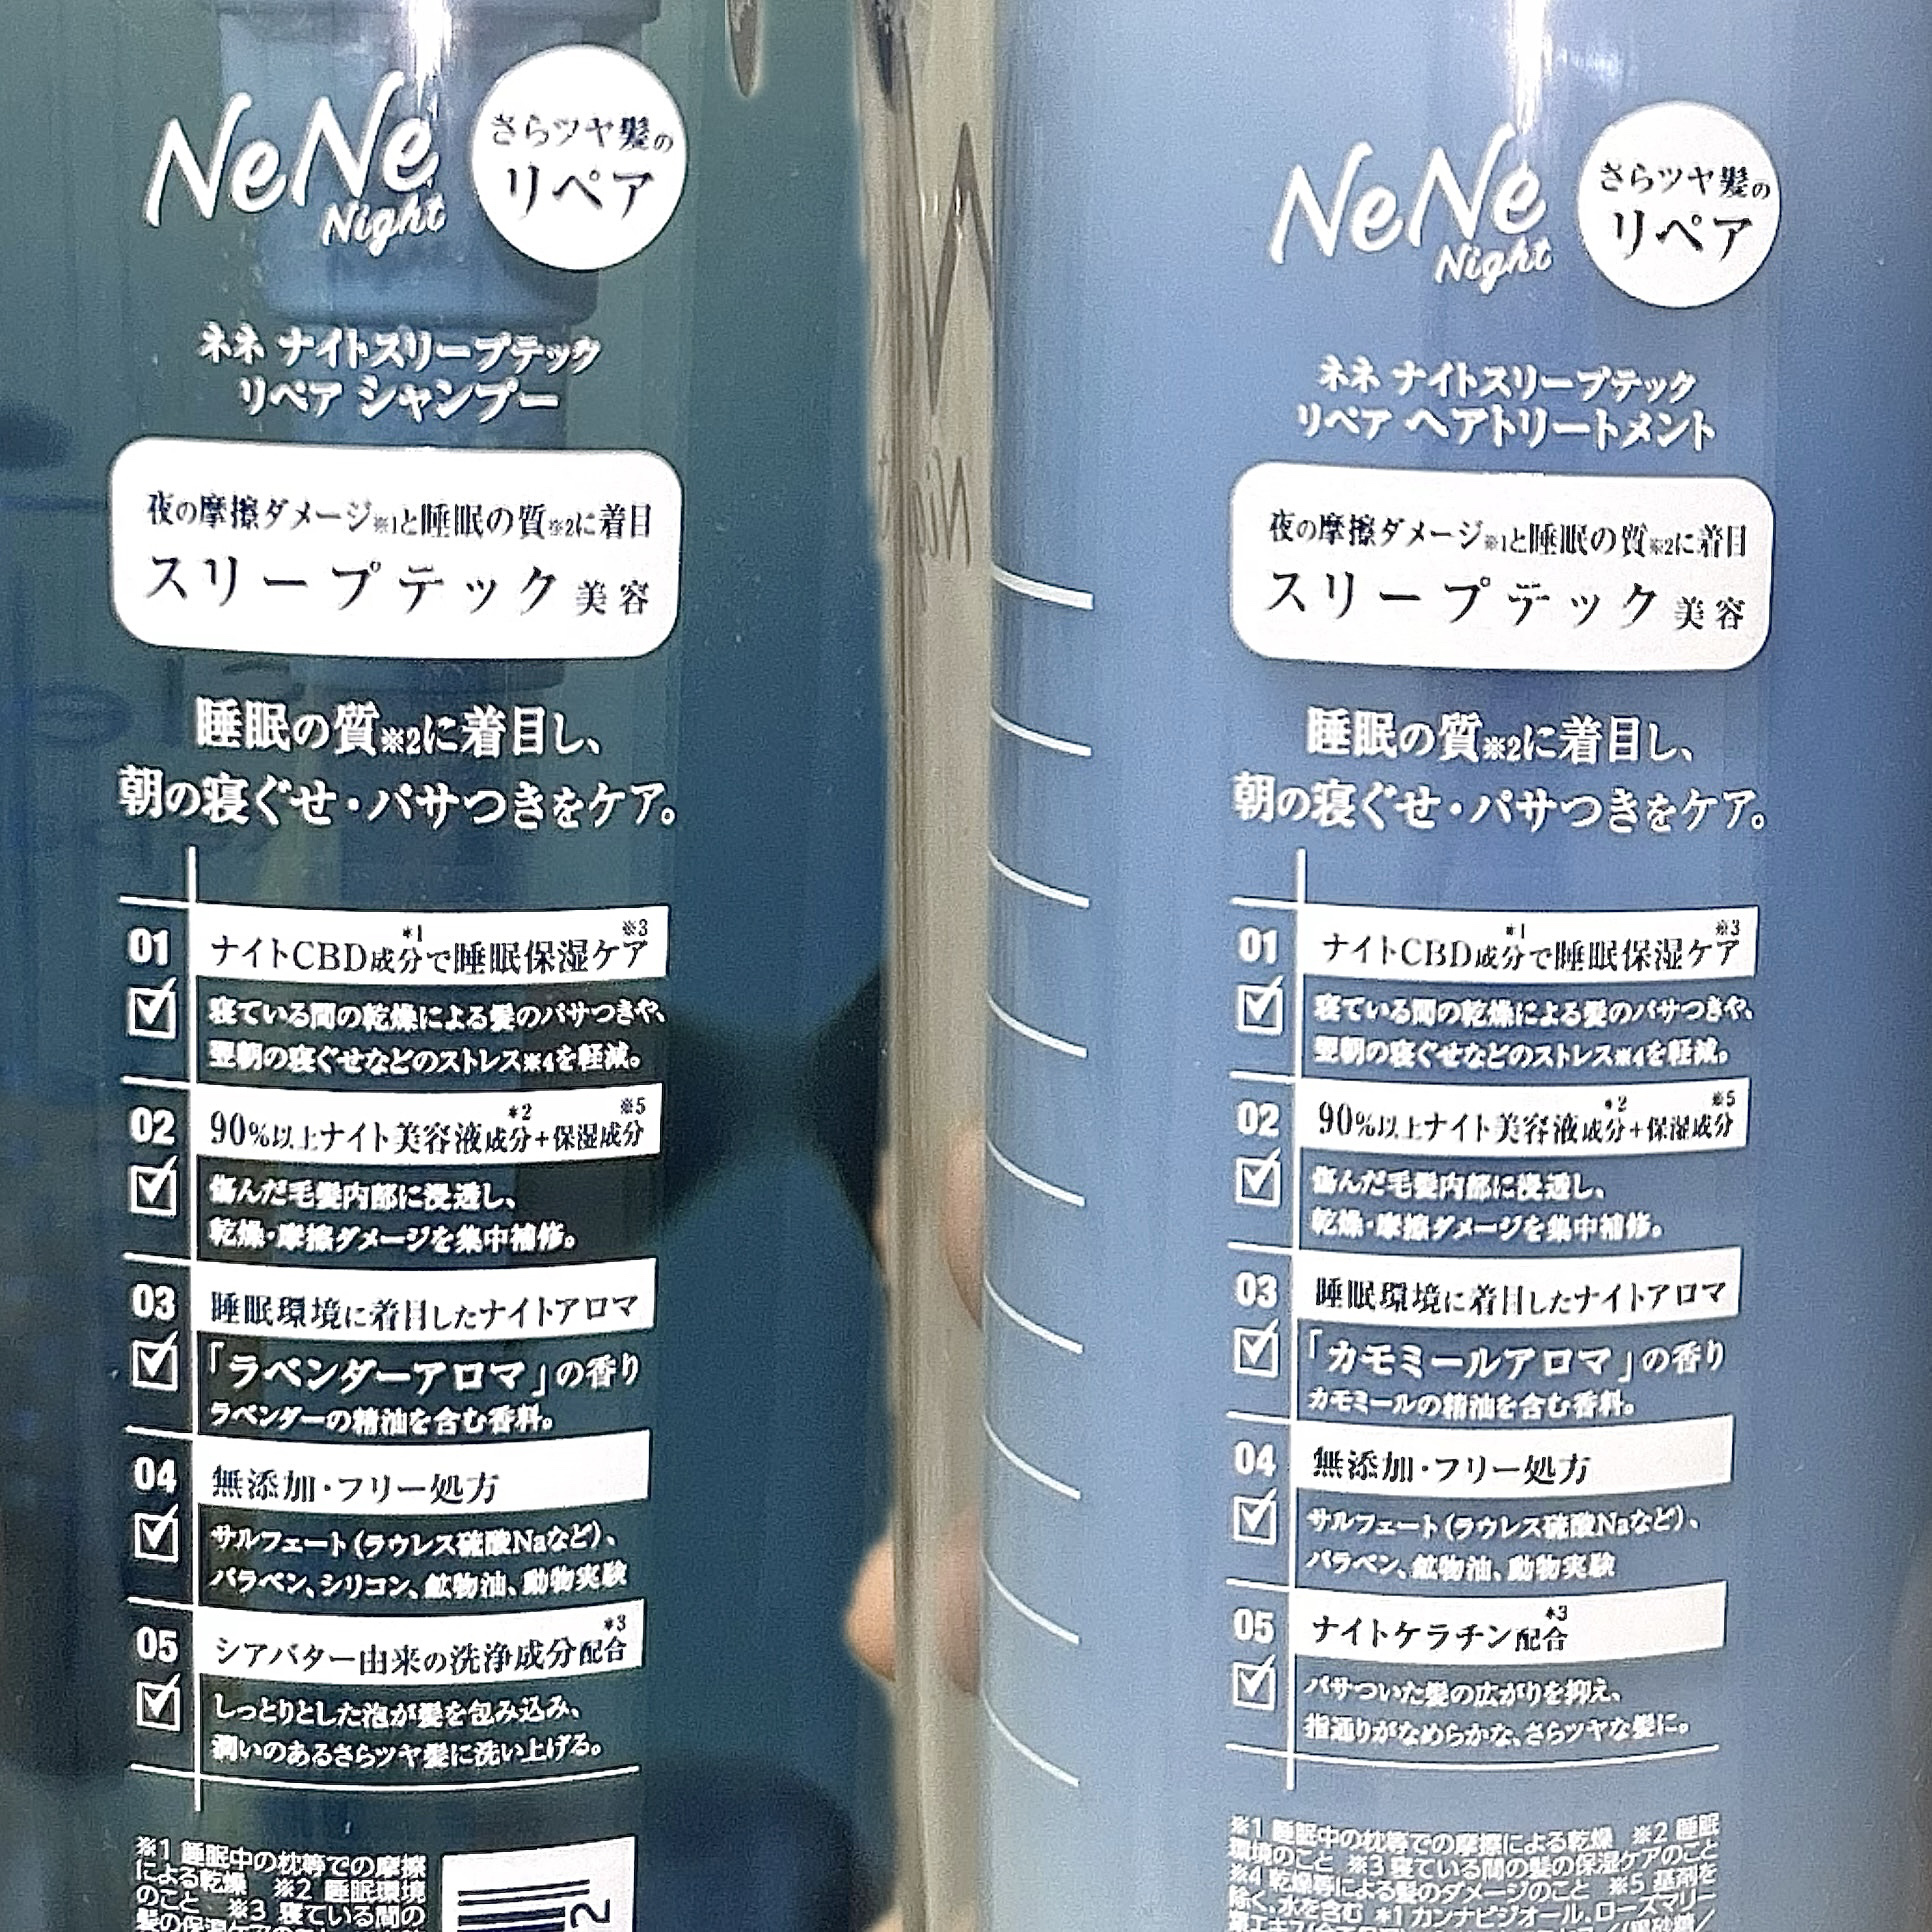 NeNe
Night
さらツヤ髪の
リペア
ネネ ナイトスリープテック
リペア シャンプー
夜の摩擦ダメージ※1と睡眠の質※2に着目
スリープテック美容
睡眠の質※2に着目し、
朝の寝ぐせ・パサつきをケア。
01 ナイトCBD成分*1で睡眠保湿ケア※3
寝ている間の乾燥による髪のパサつきや、
翌朝の寝ぐせなどのストレス※4を軽減。
02 90%以上ナイト美容液成分*2+保湿成分※5
傷んだ毛髪内部に浸透し、
乾燥・摩擦ダメージを集中補修。
03 睡眠環境に着目したナイトアロマ
「ラベンダーアロマ」の香り
ラベンダーの精油を含む香料。
04 無添加・フリー処方
サルフェート(ラウレス硫酸Naなど)、
パラベン、シリコン、鉱物油、動物実験
05 シアバター由来の洗浄成分配合*3
しっとりとした泡が髪を包み込み、
潤いのあるさらツヤ髪に洗い上げる。
※1 睡眠中の枕等での摩擦
による乾燥 ※2 睡眠環境
のこと ※3 寝ている間の
髪の保湿ケアの
2
NeNe
Night
さらツヤ髪の
リペア
ネネ ナイトスリープテック
リペア ヘアトリートメント
夜の摩擦ダメージ※1と睡眠の質※2に着目
スリープテック美容
睡眠の質※2に着目し、
朝の寝ぐせ・パサつきをケア。
01 ナイトCBD成分*1で睡眠保湿ケア※3
寝ている間の乾燥による髪のパサつきや、
翌朝の寝ぐせなどのストレス※4を軽減。
02 90%以上ナイト美容液成分*2+保湿成分※5
傷んだ毛髪内部に浸透し、
乾燥・摩擦ダメージを集中補修。
03 睡眠環境に着目したナイトアロマ
「カモミールアロマ」の香り
カモミールの精油を含む香料。
04 無添加・フリー処方
サルフェート(ラウレス硫酸Naなど)、
パラベン、鉱物油、動物実験
05 ナイトケラチン配合*3
パサついた髪の広がりを抑え、
指通りがなめらかな、さらツヤな髪に。
※1 睡眠中の枕等での摩擦による乾燥 ※2 睡眠
環境のこと ※3 寝ている間の髪の保湿ケアのこと
※4 乾燥等による髪のダメージのこと ※5 基剤を
除く、水を含む *1 カンナビジオール、ローズマリー